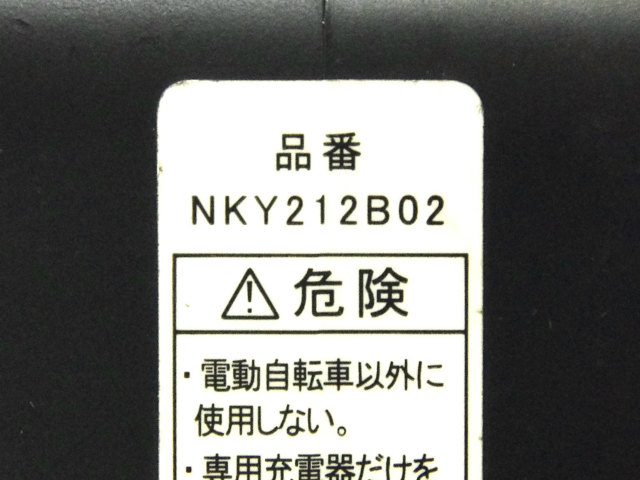 品番
NKY212B02
危険
・電動自転車以外に
使用しない。
・専用充電器だけを